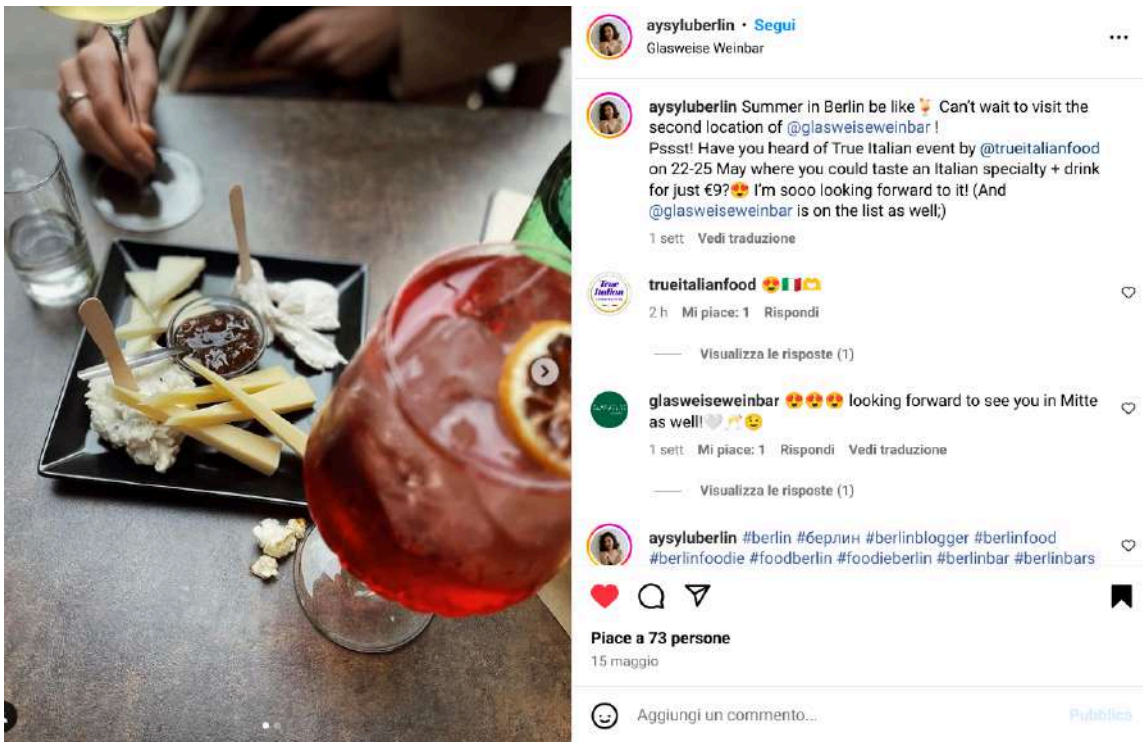 aysyluberlin • Segui
Glasweise Weinbar
aysyluberlin Summer in Berlin be like🍹 Can't wait to visit the
second location of @glasweiseweinbar !
Pssst! Have you heard of True Italian event by @trueitalianfood
on 22-25 May where you could taste an Italian specialty + drink
for just €9?😍 I'm sooo looking forward to it! (And
@glasweiseweinbar is on the list as well;)
1 sett Vedi traduzione
True
Italian
trueitalianfood 😍🇮🇹🫶
2 h Mi piace: 1 Rispondi
Visualizza le risposte (1)
glasweiseweinbar 😍😍😍 looking forward to see you in Mitte
as well!🤍🥂😉
1 sett Mi piace: 1 Rispondi Vedi traduzione
Visualizza le risposte (1)
aysyluberlin #berlin #берлин #berlinblogger #berlinfood
#berlinfoodie #foodberlin #foodieberlin #berlinbar #berlinbars
Piace a 73 persone
15 maggio
Aggiungi un commento...
Pubblica